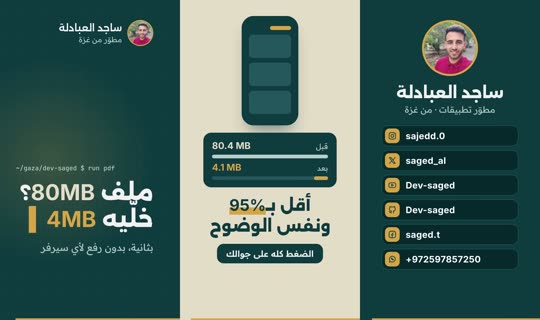 ساجد العبادلة
مطوّر من غزة
~/gaza/dev-saged $ run pdf
ملف 80MB؟
خلّيه 4MB
بثانية، بدون رفع لأي سيرفر
قبل 80.4 MB
بعد 4.1 MB
أقل بـ95%
ونفس الوضوح
الضغط كله على جوالك
ساجد العبادلة
مطوّر تطبيقات · من غزة
sajedd.0
saged_al
Dev-saged
Dev-saged
saged.t
+972597857250